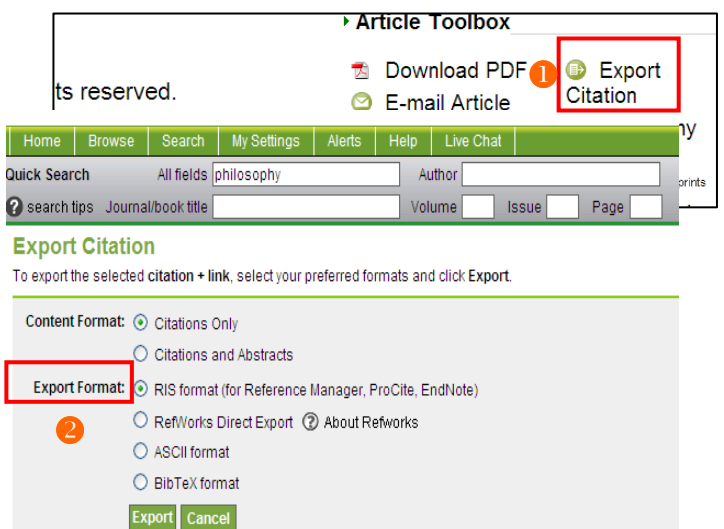 Article Toolbox
Download PDF
1
Export
Citation
E-mail Article
ts reserved.
ny
prints
Home Browse Search My Settings Alerts Help Live Chat
Quick Search All fields philosophy Author
? search tips Journal/book title Volume Issue Page
Export Citation
To export the selected citation + link, select your preferred formats and click Export.
Content Format: Citations Only
Citations and Abstracts
Export Format: RIS format (for Reference Manager, ProCite, EndNote)
2
RefWorks Direct Export ? About Refworks
ASCII format
BibTeX format
Export Cancel